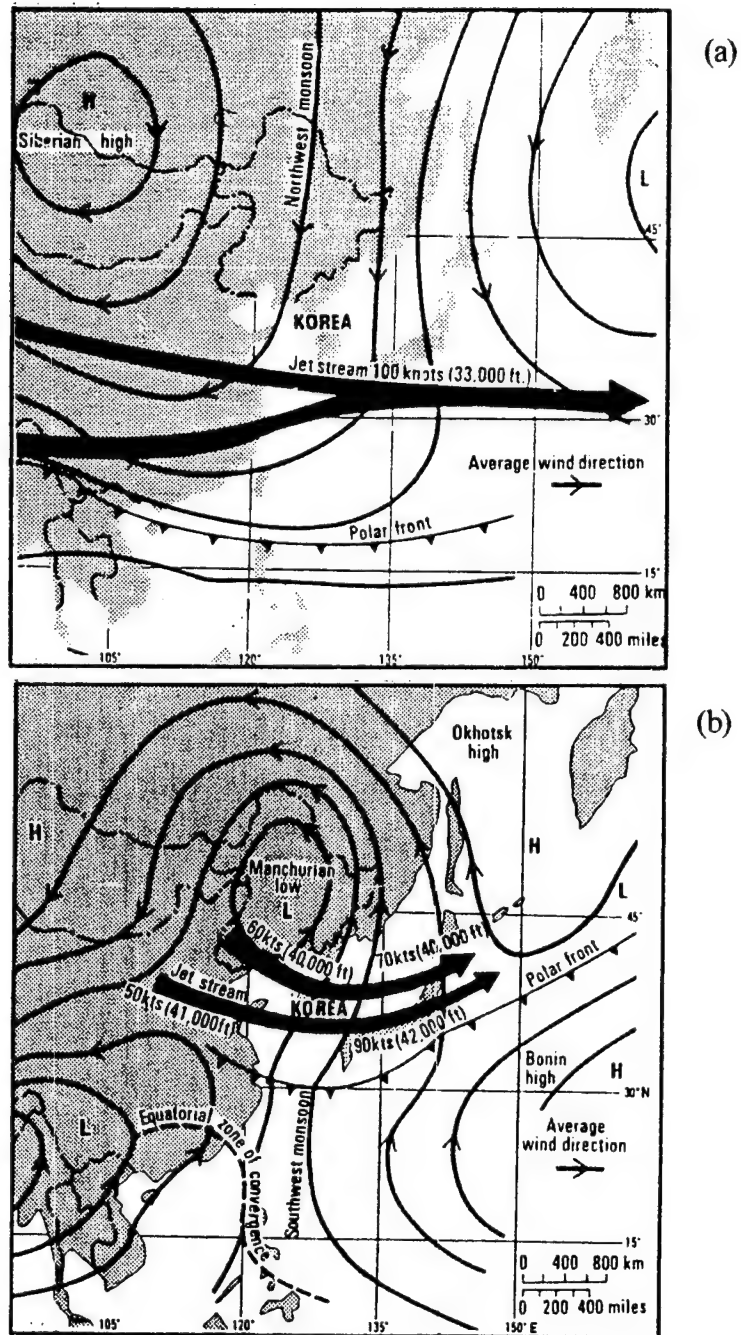 (a)
H
Siberian high
Northwest monsoon
L
45°
KOREA
Jet stream 100 knots (33,000 ft.)
30°
Average wind direction
Polar front
15°
0 400 800 km
0 200 400 miles
105°
120°
135°
150°
(b)
Okhotsk
high
H
H
Manchurian
low
L
L
45°
60kts (40,000 ft)
70kts (40,000 ft)
Jet stream
KOREA
50kts (41,000ft)
90kts (42,000 ft)
Polar front
Bonin
high
H
30°N
L
Equatorial zone of convergence
Southwest monsoon
Average
wind direction
15°
0 400 800 km
0 200 400 miles
105°
120°
135°
150°E